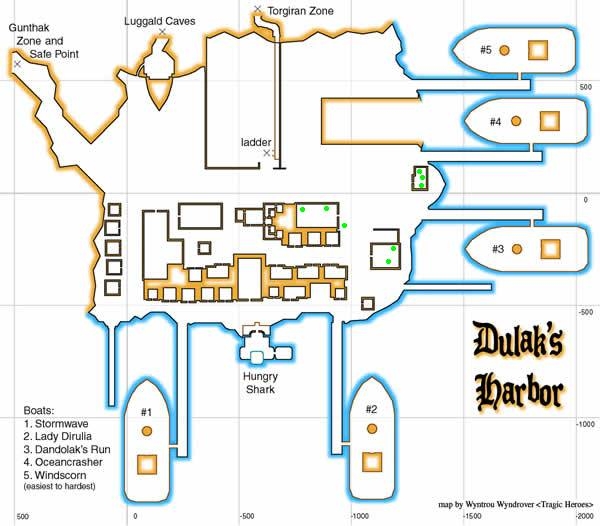 Torgiran Zone
Luggald Caves
Gunthak
Zone and
Safe Point
#5
500
#4
ladder
0
#3
-500
Dulak's
Harbor
Hungry
Shark
Boats:
1. Stormwave
2. Lady Dirulia
3. Dandolak's Run
4. Oceancrasher
5. Windscorn
(easiest to hardest)
#1
#2
-1000
map by Wyntrou Wyndrover <Tragic Heroes>
500
0
-500
-1000
-1500
-2000